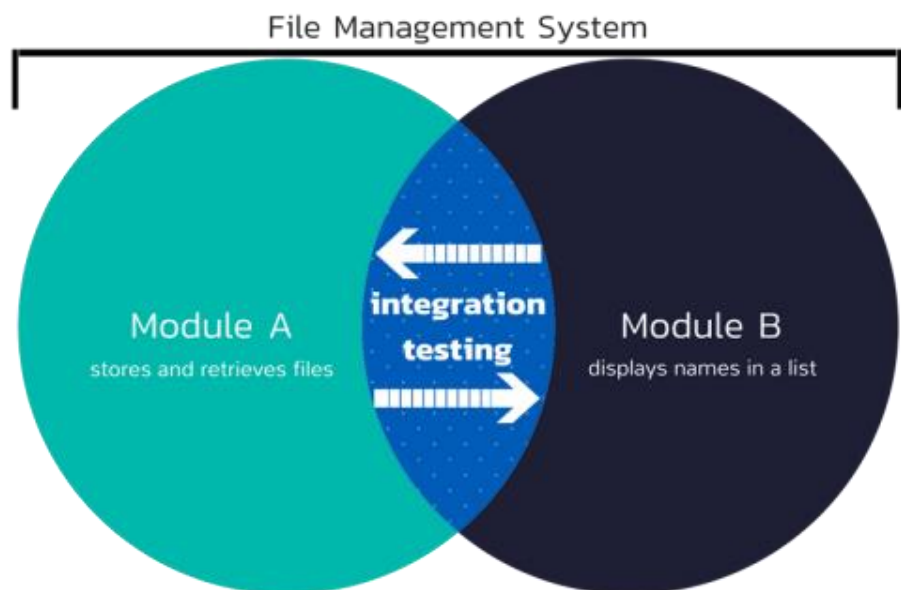 File Management System
Module A
stores and retrieves files
integration
testing
Module B
displays names in a list